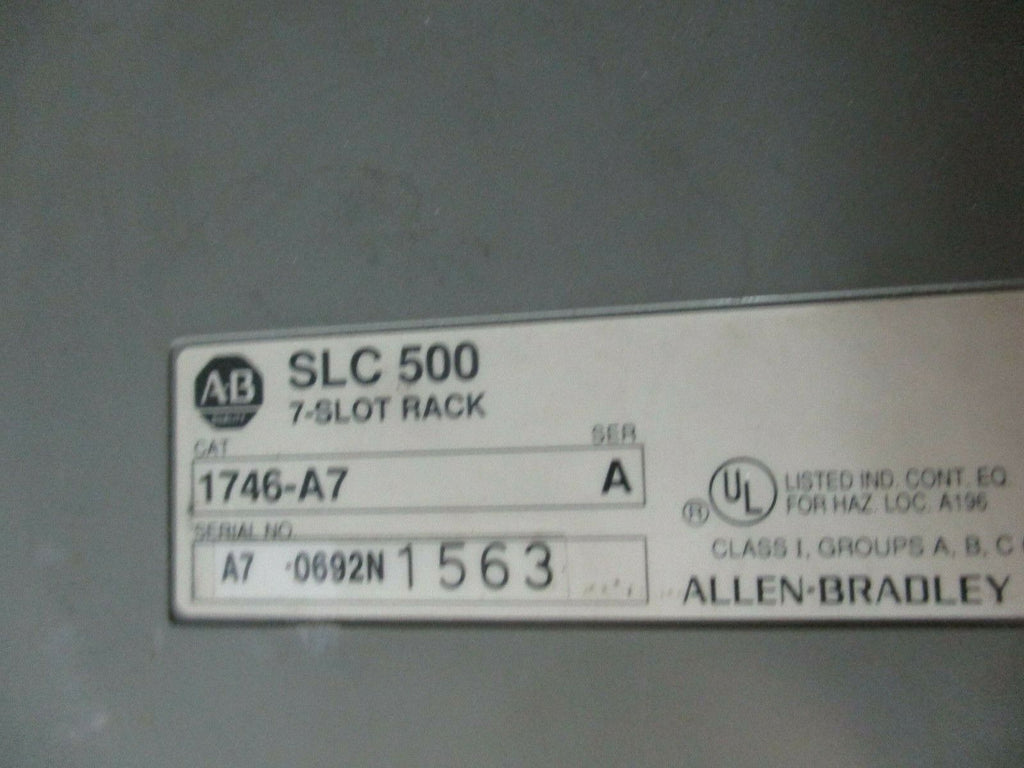 AB
SLC 500
7-SLOT RACK
CAT
SER
1746-A7
A
SERIAL NO.
A7 0692N 1563
® UL LISTED IND. CONT. EQ.
FOR HAZ. LOC. A196
CLASS I, GROUPS A, B, C
ALLEN-BRADLEY